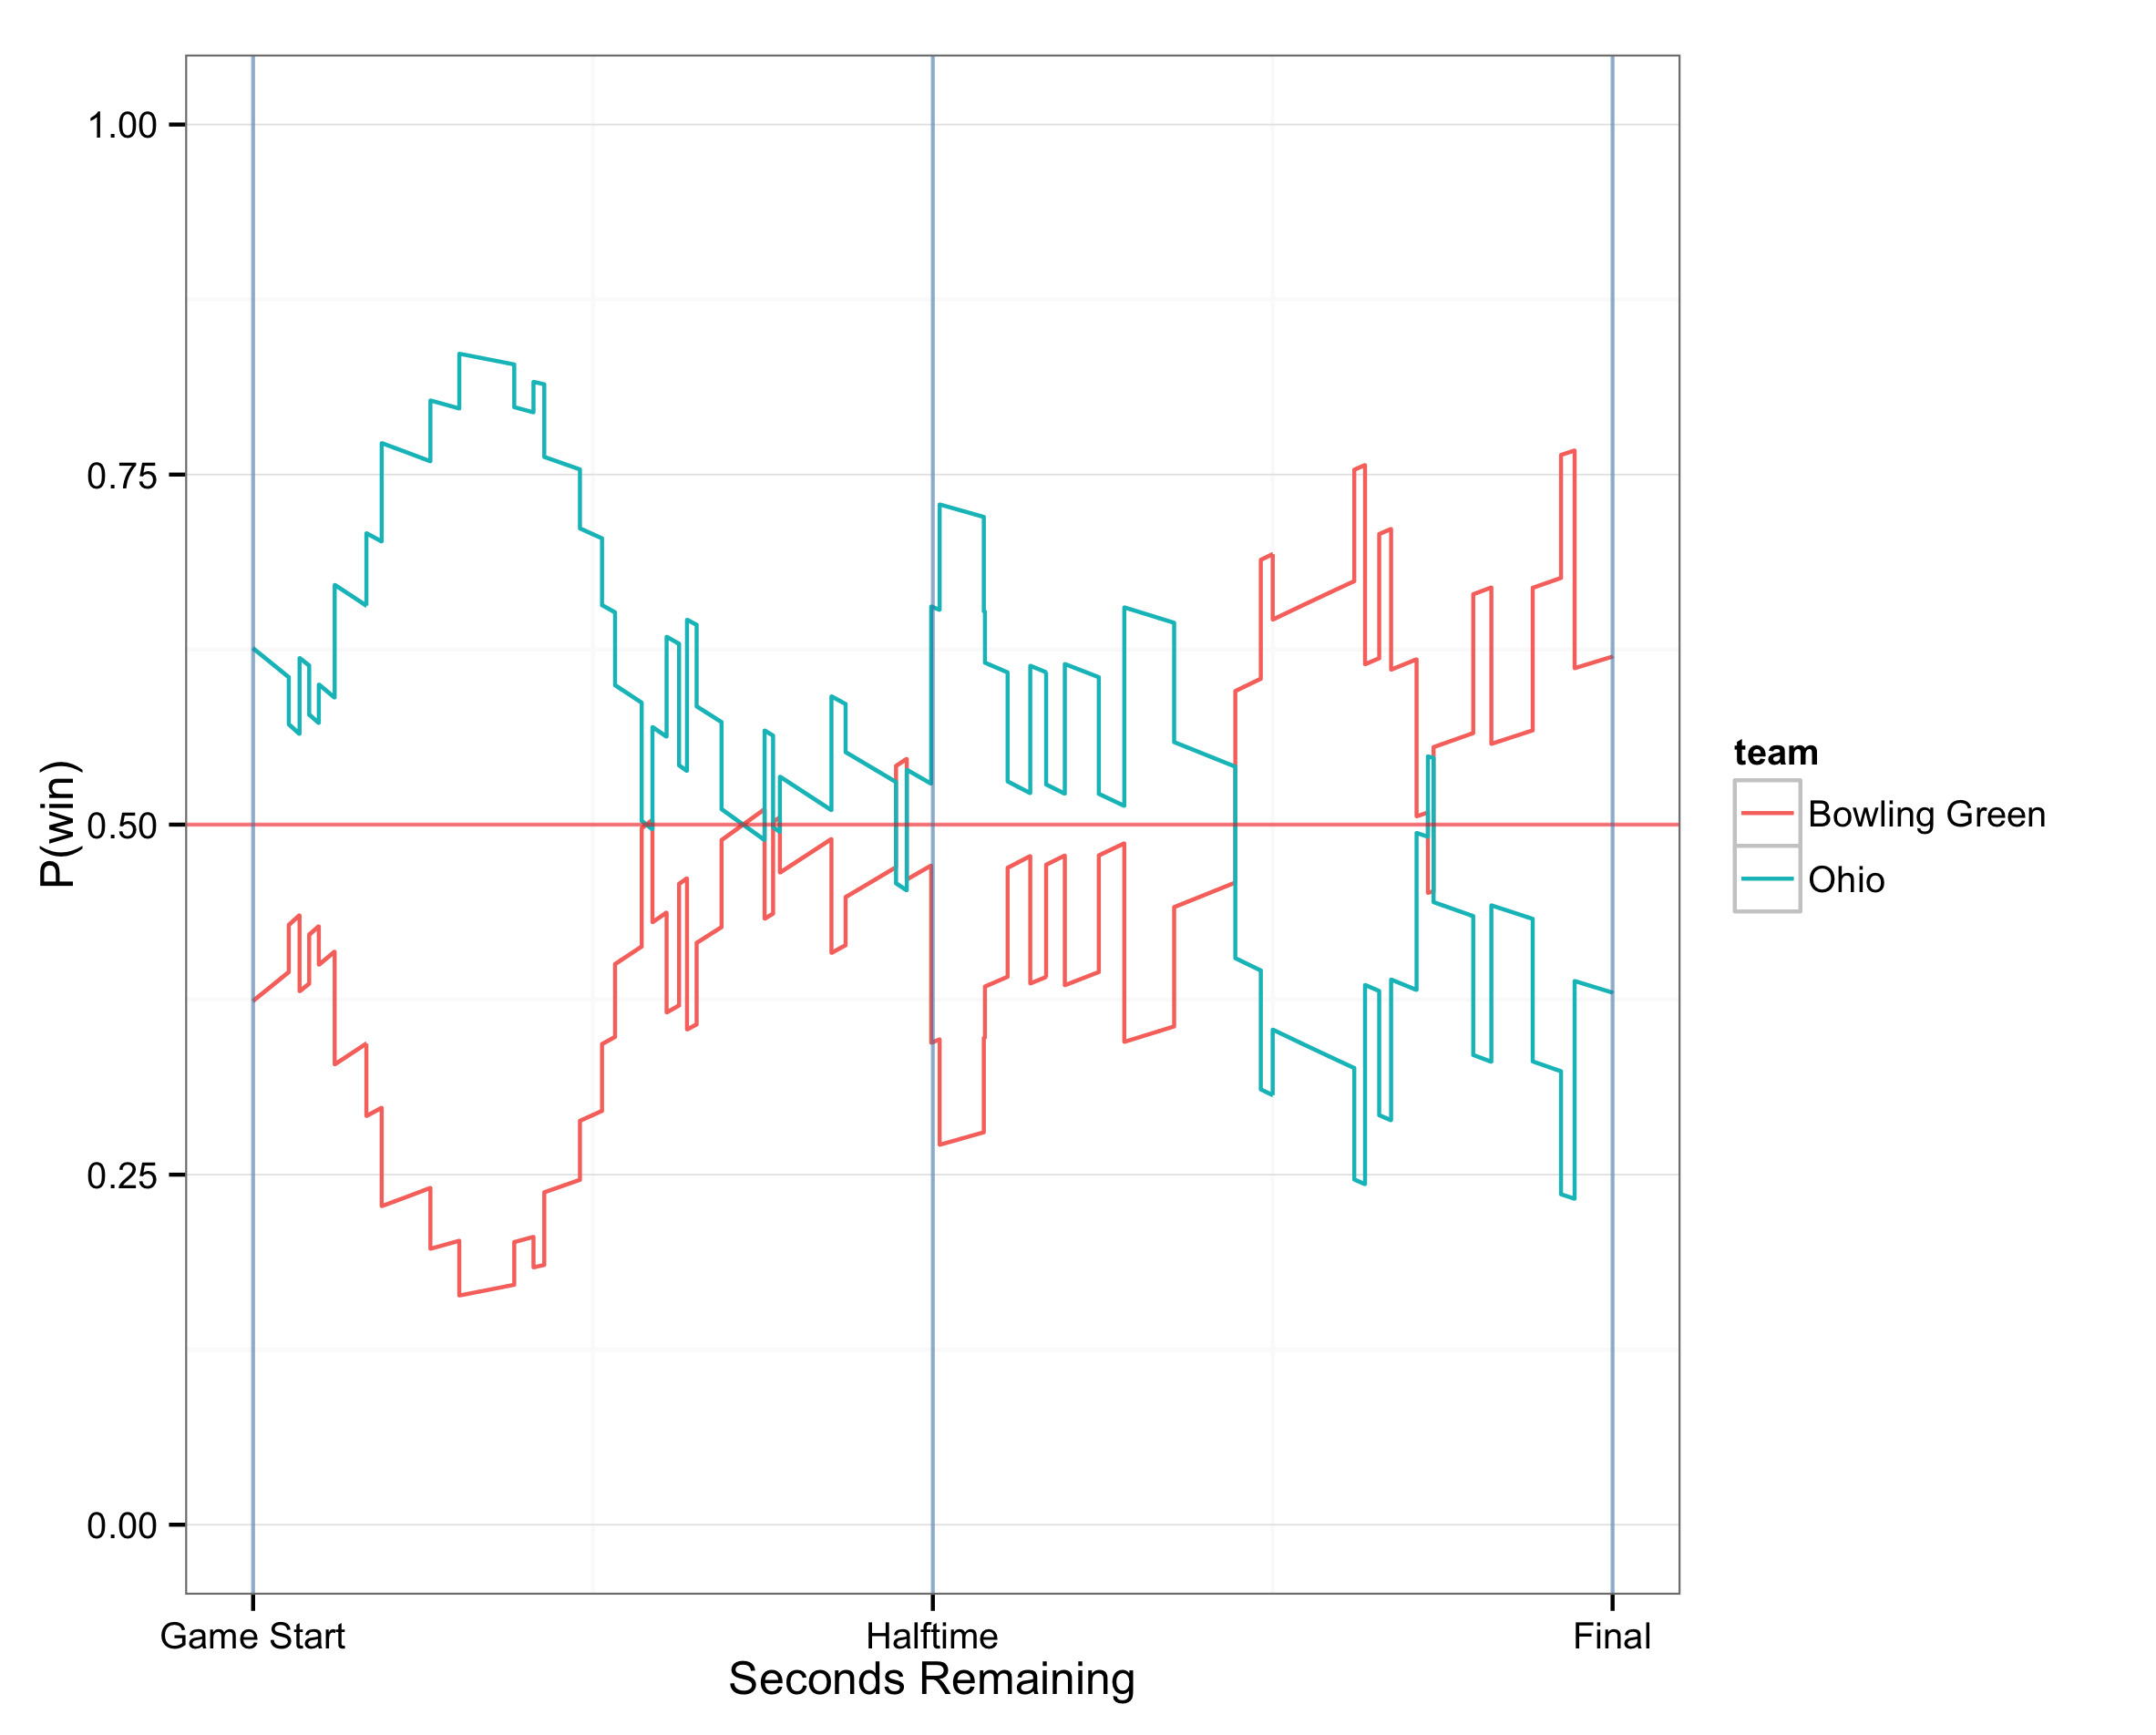 1.00
0.75
0.50
0.25
0.00
P(win)
Game Start
Halftime
Final
Seconds Remaining
team
Bowling Green
Ohio